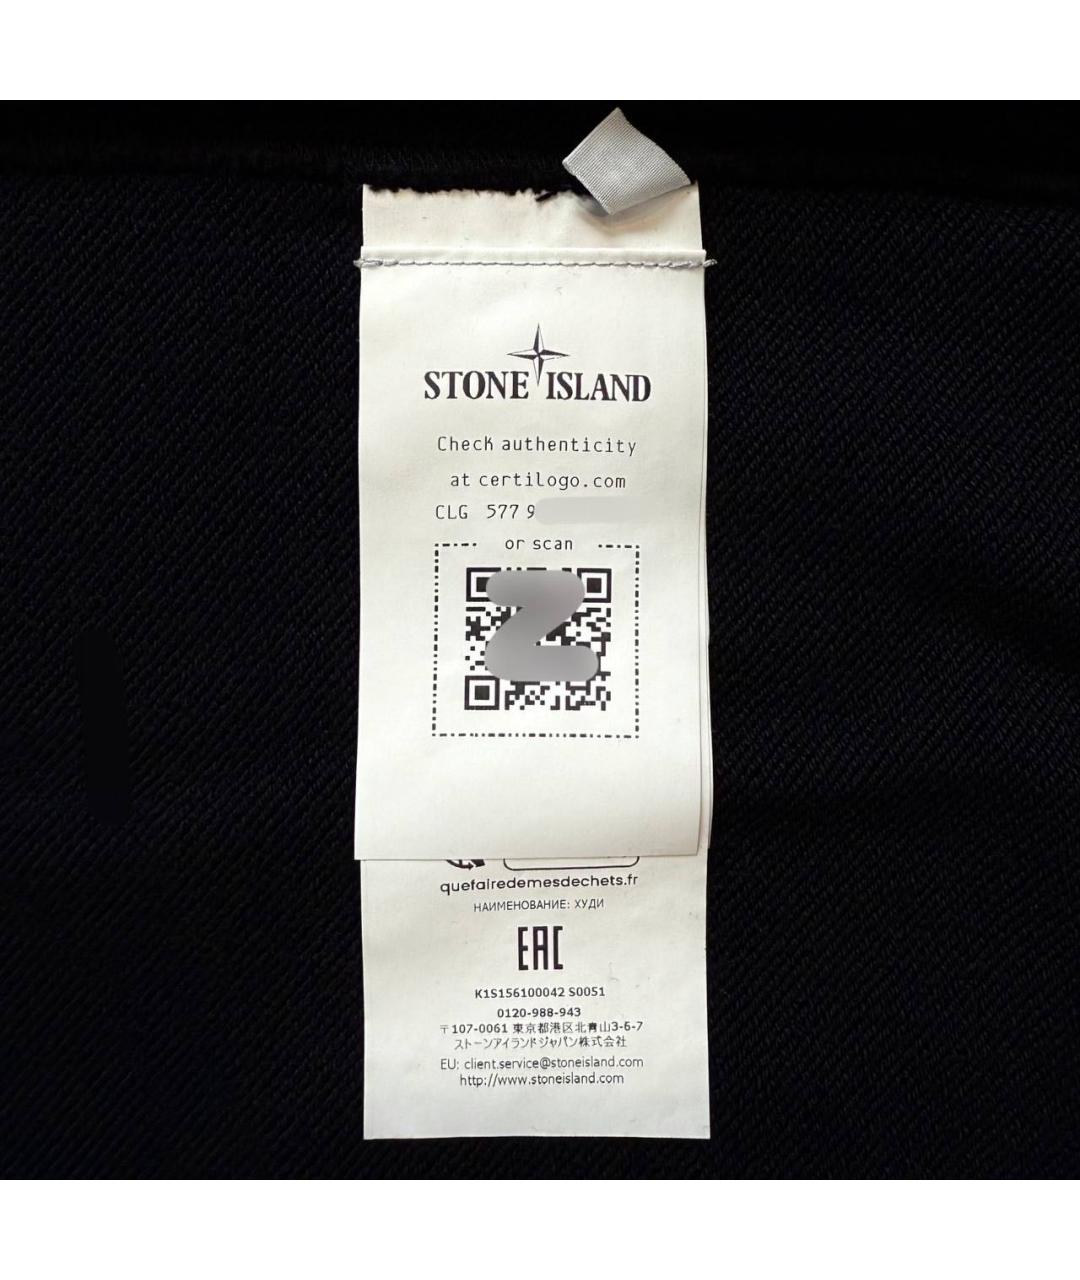 STONE ISLAND
Check authenticity
at certilogo.com
CLG 577 9
or scan
quefairedemesdechets.fr
НАИМЕНОВАНИЕ: ХУДИ
EAC
K1S156100042 S0051
0120-988-943
〒107-0061 東京都港区北青山3-6-7
ストーンアイランドジャパン株式会社
EU: client.service@stoneisland.com
http://www.stoneisland.com